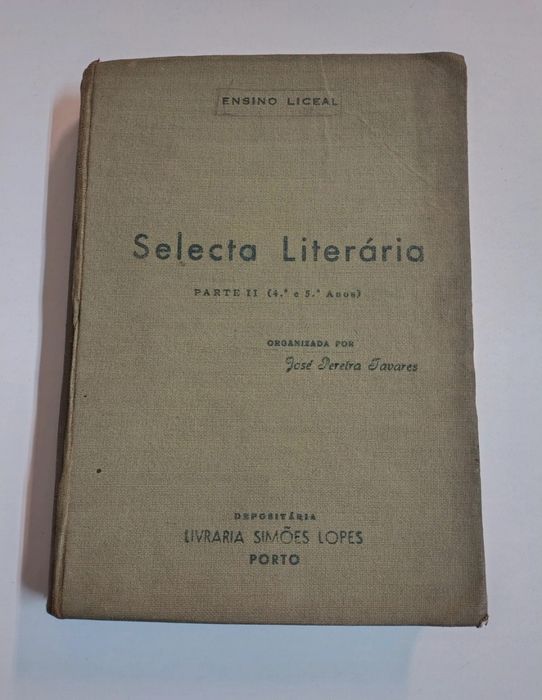 ENSINO LICEAL
Selecta Literária
PARTE II (4.º e 5.º Anos)
ORGANIZADA POR
José Pereira Tavares
DEPOSITÁRIA
LIVRARIA SIMÕES LOPES
PORTO